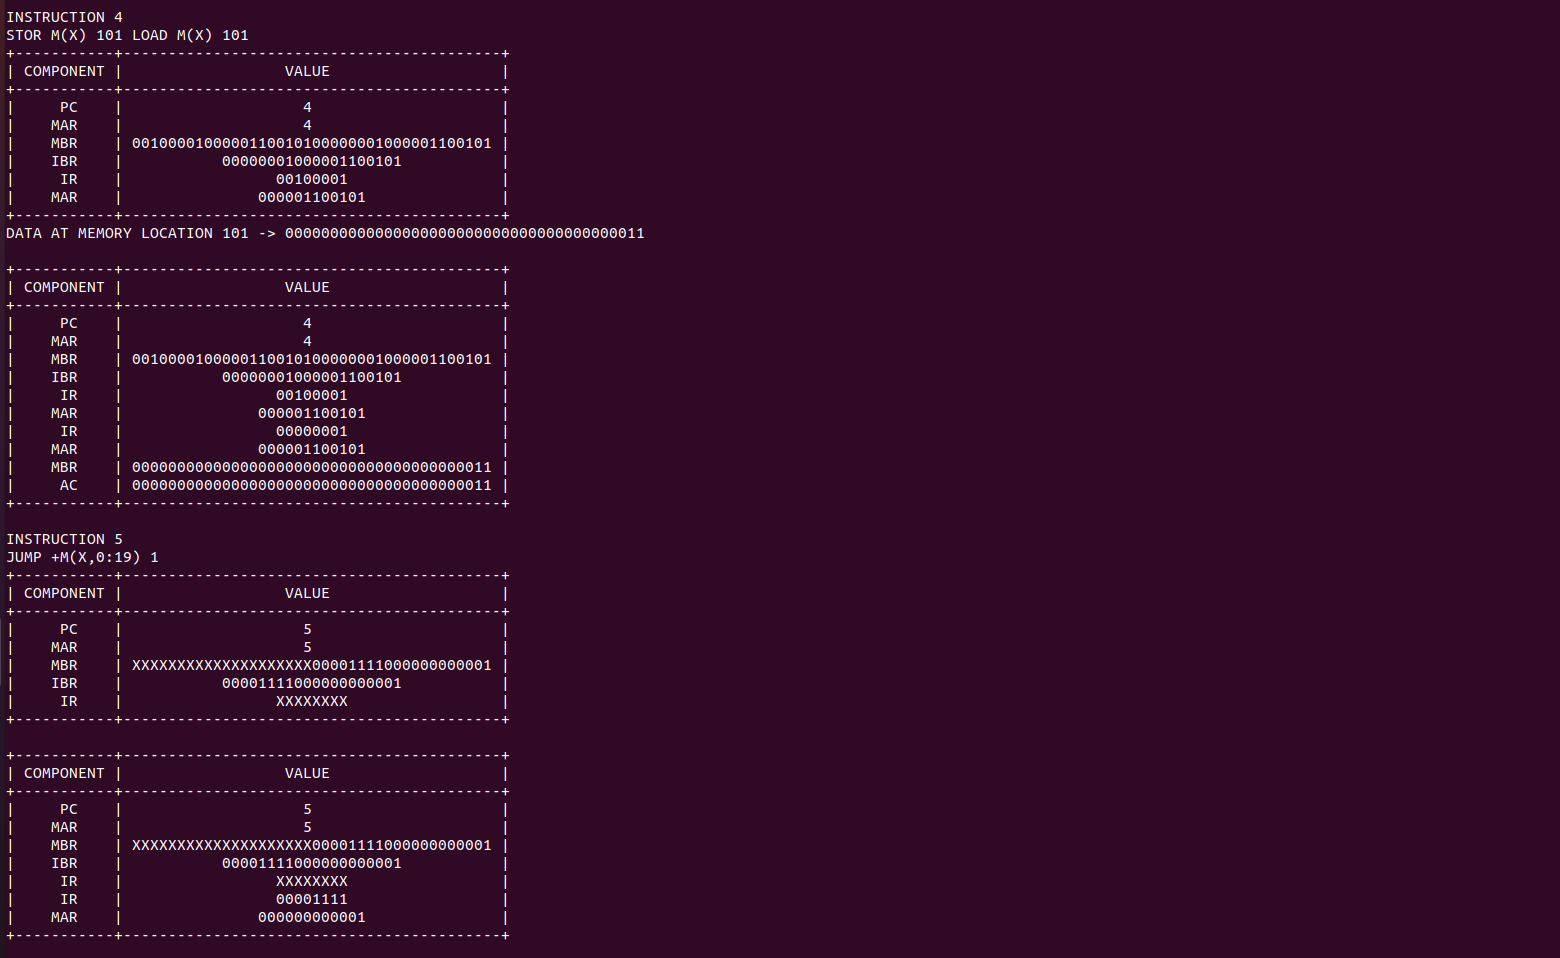 INSTRUCTION 4
STOR M(X) 101 LOAD M(X) 101
+-----------+------------------------------------------+
| COMPONENT |                  VALUE                   |
+-----------+------------------------------------------+
|     PC    |                    4                     |
|    MAR    |                    4                     |
|    MBR    | 0010000100000110010100000001000001100101 |
|    IBR    |           00000001000001100101           |
|     IR    |                 00100001                 |
|    MAR    |               000001100101               |
+-----------+------------------------------------------+
DATA AT MEMORY LOCATION 101 -> 0000000000000000000000000000000000000011
+-----------+------------------------------------------+
| COMPONENT |                  VALUE                   |
+-----------+------------------------------------------+
|     PC    |                    4                     |
|    MAR    |                    4                     |
|    MBR    | 0010000100000110010100000001000001100101 |
|    IBR    |           00000001000001100101           |
|     IR    |                 00100001                 |
|    MAR    |               000001100101               |
|     IR    |                 00000001                 |
|    MAR    |               000001100101               |
|    MBR    | 0000000000000000000000000000000000000011 |
|     AC    | 0000000000000000000000000000000000000011 |
+-----------+------------------------------------------+
INSTRUCTION 5
JUMP +M(X,0:19) 1
+-----------+------------------------------------------+
| COMPONENT |                  VALUE                   |
+-----------+------------------------------------------+
|     PC    |                    5                     |
|    MAR    |                    5                     |
|    MBR    | XXXXXXXXXXXXXXXXXXXX00001111000000000001 |
|    IBR    |           00001111000000000001           |
|     IR    |                 XXXXXXXX                 |
+-----------+------------------------------------------+
+-----------+------------------------------------------+
| COMPONENT |                  VALUE                   |
+-----------+------------------------------------------+
|     PC    |                    5                     |
|    MAR    |                    5                     |
|    MBR    | XXXXXXXXXXXXXXXXXXXX00001111000000000001 |
|    IBR    |           00001111000000000001           |
|     IR    |                 XXXXXXXX                 |
|     IR    |                 00001111                 |
|    MAR    |               000000000001               |
+-----------+------------------------------------------+